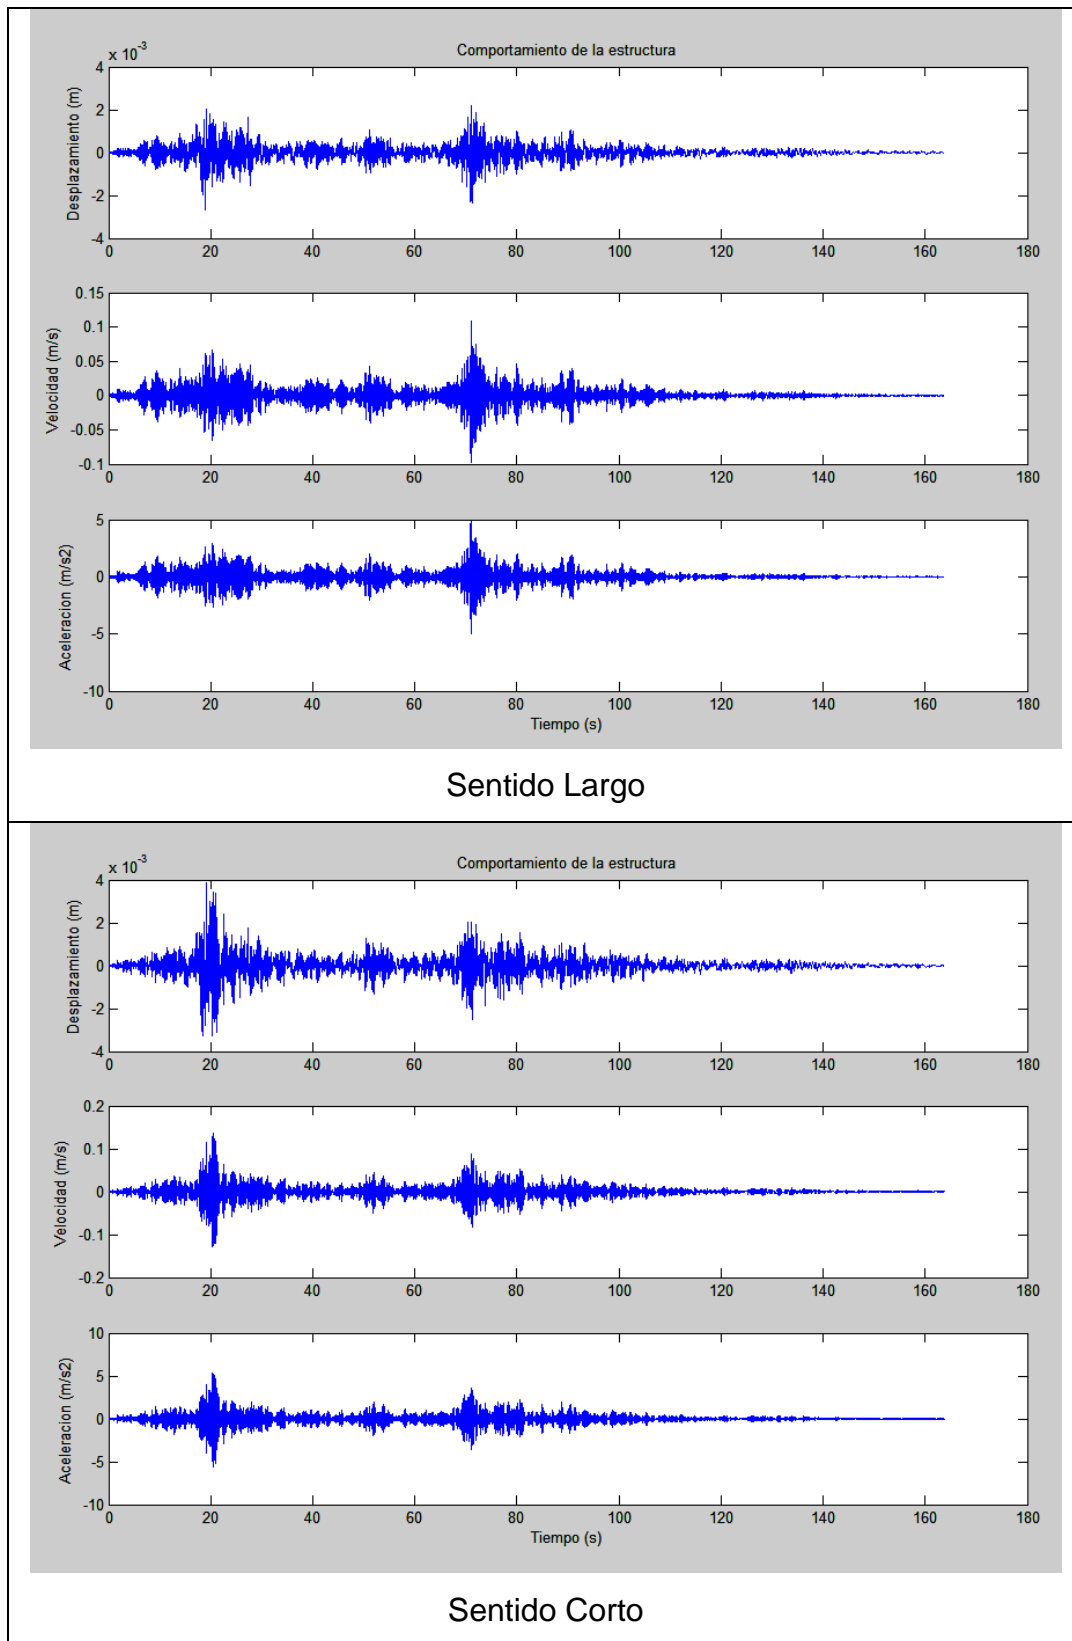 Comportamiento de la estructura
x 10-3
4
2
0
-2
-4
Desplazamiento (m)
0 20 40 60 80 100 120 140 160 180
0.15
0.1
0.05
0
-0.05
-0.1
Velocidad (m/s)
0 20 40 60 80 100 120 140 160 180
5
0
-5
-10
Aceleracion (m/s2)
0 20 40 60 80 100 120 140 160 180
Tiempo (s)
Sentido Largo
Comportamiento de la estructura
x 10-3
4
2
0
-2
-4
Desplazamiento (m)
0 20 40 60 80 100 120 140 160 180
0.2
0.1
0
-0.1
-0.2
Velocidad (m/s)
0 20 40 60 80 100 120 140 160 180
10
5
0
-5
-10
Aceleracion (m/s2)
0 20 40 60 80 100 120 140 160 180
Tiempo (s)
Sentido Corto